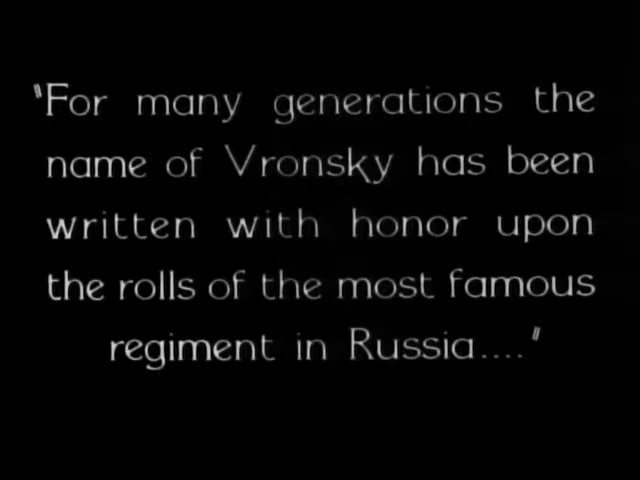 "For many generations the
name of Vronsky has been
written with honor upon
the rolls of the most famous
regiment in Russia...."